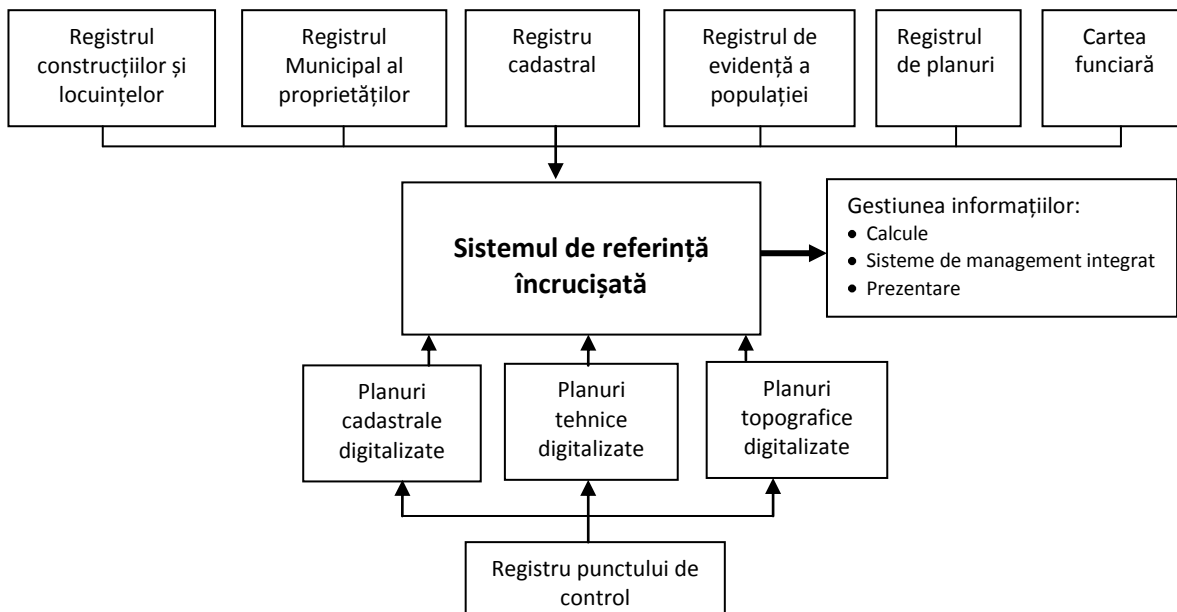 Registrul
construcțiilor și
locuințelor
Registrul
Municipal al
proprietăților
Registru
cadastral
Registrul de
evidență a
populației
Registrul
de planuri
Cartea
funciară
Sistemul de referință
încrucișată
Gestiunea informațiilor:
• Calcule
• Sisteme de management integrat
• Prezentare
Planuri
cadastrale
digitalizate
Planuri
tehnice
digitalizate
Planuri
topografice
digitalizate
Registru punctului de
control